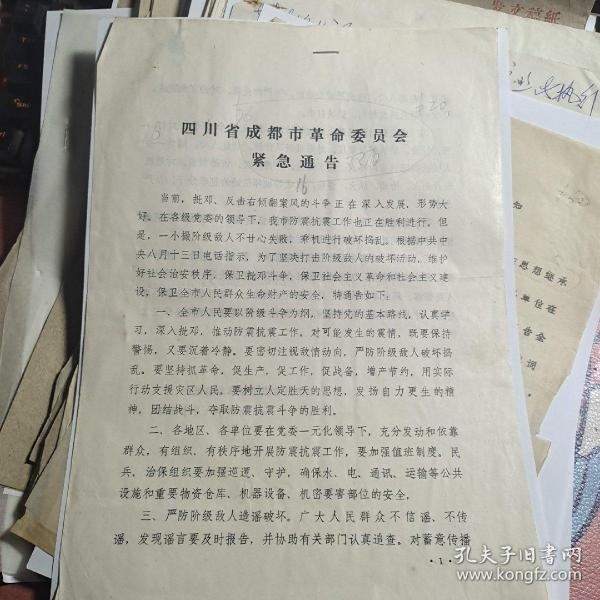 四川省成都市革命委员会
紧急通告
16
当前，批邓、反击右倾翻案风的斗争正在深入发展，形势大
好。在各级党委的领导下，我市防震抗震工作也正在胜利进行。但
是，一小撮阶级敌人不甘心失败，乘机进行破坏捣乱。根据中共中
央八月十三日电话指示，为了坚决打击阶级敌人的破坏活动，维护
好社会治安秩序，保卫批邓斗争，保卫社会主义革命和社会主义建
设，保卫全市人民群众生命财产的安全，特通告如下：
一、全市人民要以阶级斗争为纲，坚持党的基本路线，认真学
习，深入批邓，推动防震抗震工作。对可能发生的震情，既要保持
警惕，又要沉着冷静。要密切注视敌情动向，严防阶级敌人破坏捣
乱。要坚持抓革命，促生产，促工作，促战备，增产节约，用实际
行动支援灾区人民。要树立人定胜天的思想，发扬自力更生的精
神，团结战斗，夺取防震抗震斗争的胜利。
二、各地区、各单位要在党委一元化领导下，充分发动和依靠
群众，有组织、有秩序地开展防震抗震工作，要加强值班制度。民
兵、治保组织要加强巡逻、守护，确保水、电、通讯、运输等公共
设施和重要物资仓库、机器设备、机密要害部位的安全。
三、严防阶级敌人造谣破坏。广大人民群众不信谣，不传
谣，发现谣言要及时报告，并协助有关部门认真追查。对蓄意传播
·1·
知
思想继承
单位在
告会
调
孔夫子旧书网
www.kongfz.com